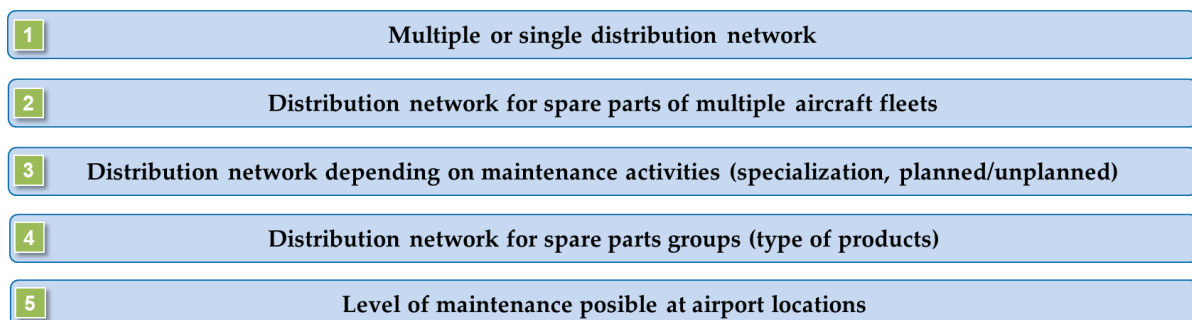 1 Multiple or single distribution network
2 Distribution network for spare parts of multiple aircraft fleets
3 Distribution network depending on maintenance activities (specialization, planned/unplanned)
4 Distribution network for spare parts groups (type of products)
5 Level of maintenance posible at airport locations